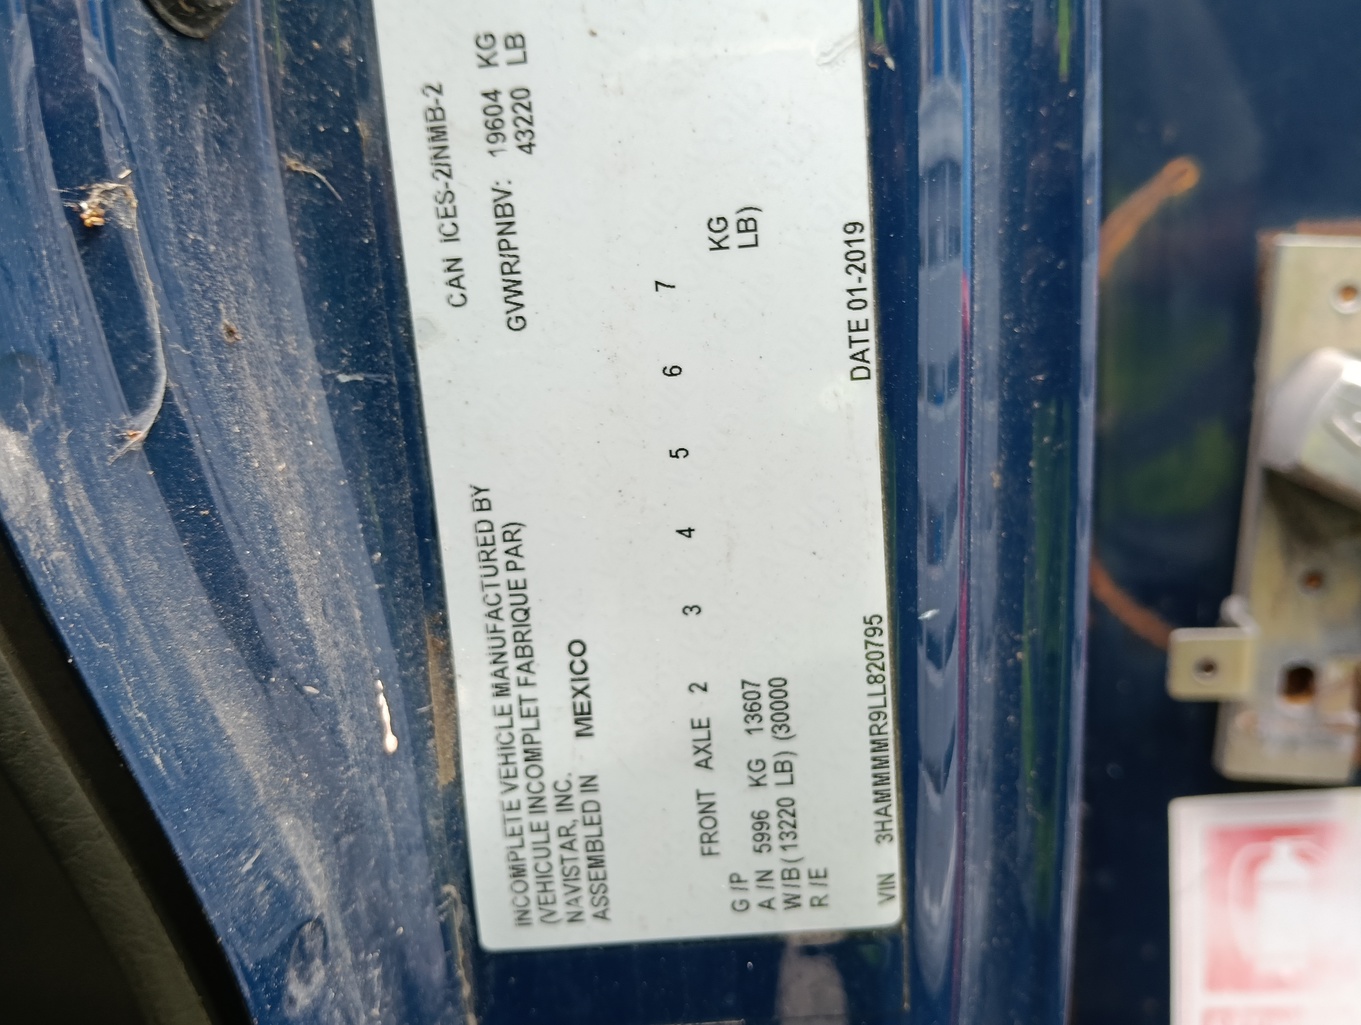 CAN ICES-2/NMB-2
INCOMPLETE VEHICLE MANUFACTURED BY
(VEHICULE INCOMPLET FABRIQUE PAR)
NAVISTAR, INC.
ASSEMBLED IN MEXICO
GVWR/PNBV: 19604 KG
43220 LB
FRONT AXLE 2 3 4 5 6 7
G/P
A/N 5996 KG 13607 KG
W/B (13220 LB) (30000 LB)
R/E
VIN 3HAMMMMR9LL820795 DATE 01-2019